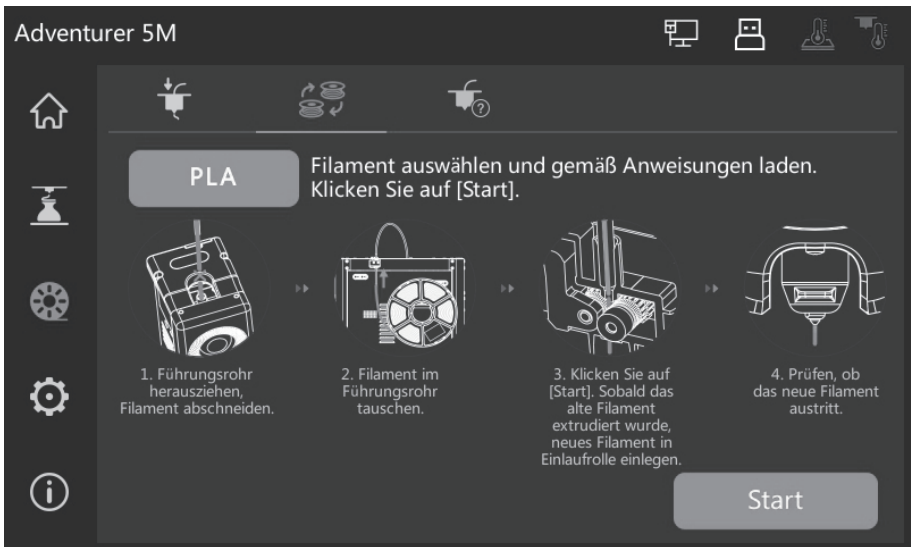 Adventurer 5M
PLA
Filament auswählen und gemäß Anweisungen laden.
Klicken Sie auf [Start].
1. Führungsrohr
herausziehen,
Filament abschneiden.
2. Filament im
Führungsrohr
tauschen.
3. Klicken Sie auf
[Start]. Sobald das
alte Filament
extrudiert wurde,
neues Filament in
Einlaufrolle einlegen.
4. Prüfen, ob
das neue Filament
austritt.
Start